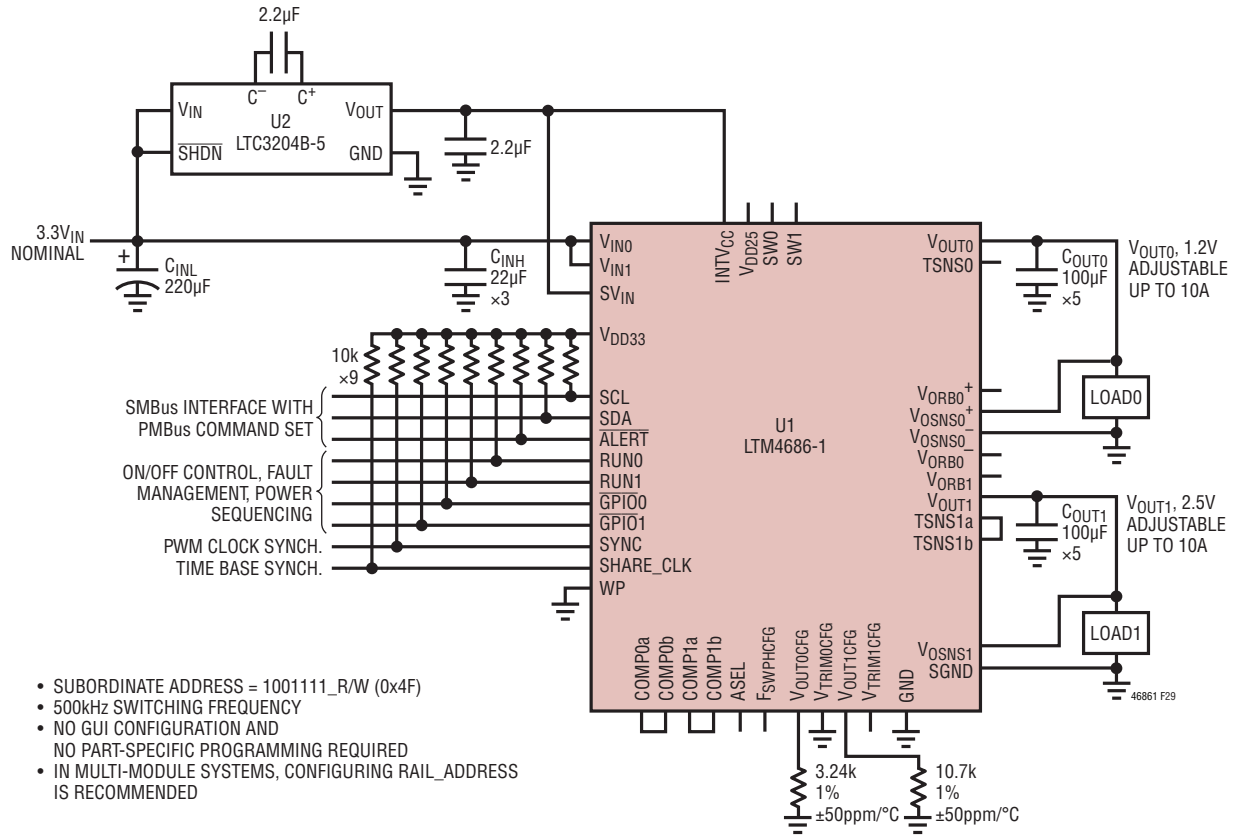 2.2µF
C– C+
VIN
VOUT
U2
LTC3204B-5
SHDN
GND
2.2µF
3.3VIN
NOMINAL
+
CINL
220µF
CINH
22µF
×3
10k
×9
SMBus INTERFACE WITH
PMBus COMMAND SET
ON/OFF CONTROL, FAULT
MANAGEMENT, POWER
SEQUENCING
PWM CLOCK SYNCH.
TIME BASE SYNCH.
VIN0
VIN1
SVIN
VDD33
SCL
SDA
ALERT
RUN0
RUN1
GPIO0
GPIO1
SYNC
SHARE_CLK
WP
INTVCC
VDD25
SW0
SW1
U1
LTM4686-1
VOUT0
TSNS0
VORB0+
VOSNS0+
VOSNS0–
VORB0–
VORB1
VOUT1
TSNS1a
TSNS1b
VOSNS1
SGND
COMP0a
COMP0b
COMP1a
COMP1b
ASEL
FSWPHCFG
VOUT0CFG
VTRIM0CFG
VOUT1CFG
VTRIM1CFG
GND
COUT0
100µF
×5
VOUT0, 1.2V
ADJUSTABLE
UP TO 10A
LOAD0
COUT1
100µF
×5
VOUT1, 2.5V
ADJUSTABLE
UP TO 10A
LOAD1
46861 F29
3.24k
1%
±50ppm/°C
10.7k
1%
±50ppm/°C
• SUBORDINATE ADDRESS = 1001111_R/W (0x4F)
• 500kHz SWITCHING FREQUENCY
• NO GUI CONFIGURATION AND
NO PART-SPECIFIC PROGRAMMING REQUIRED
• IN MULTI-MODULE SYSTEMS, CONFIGURING RAIL_ADDRESS
IS RECOMMENDED